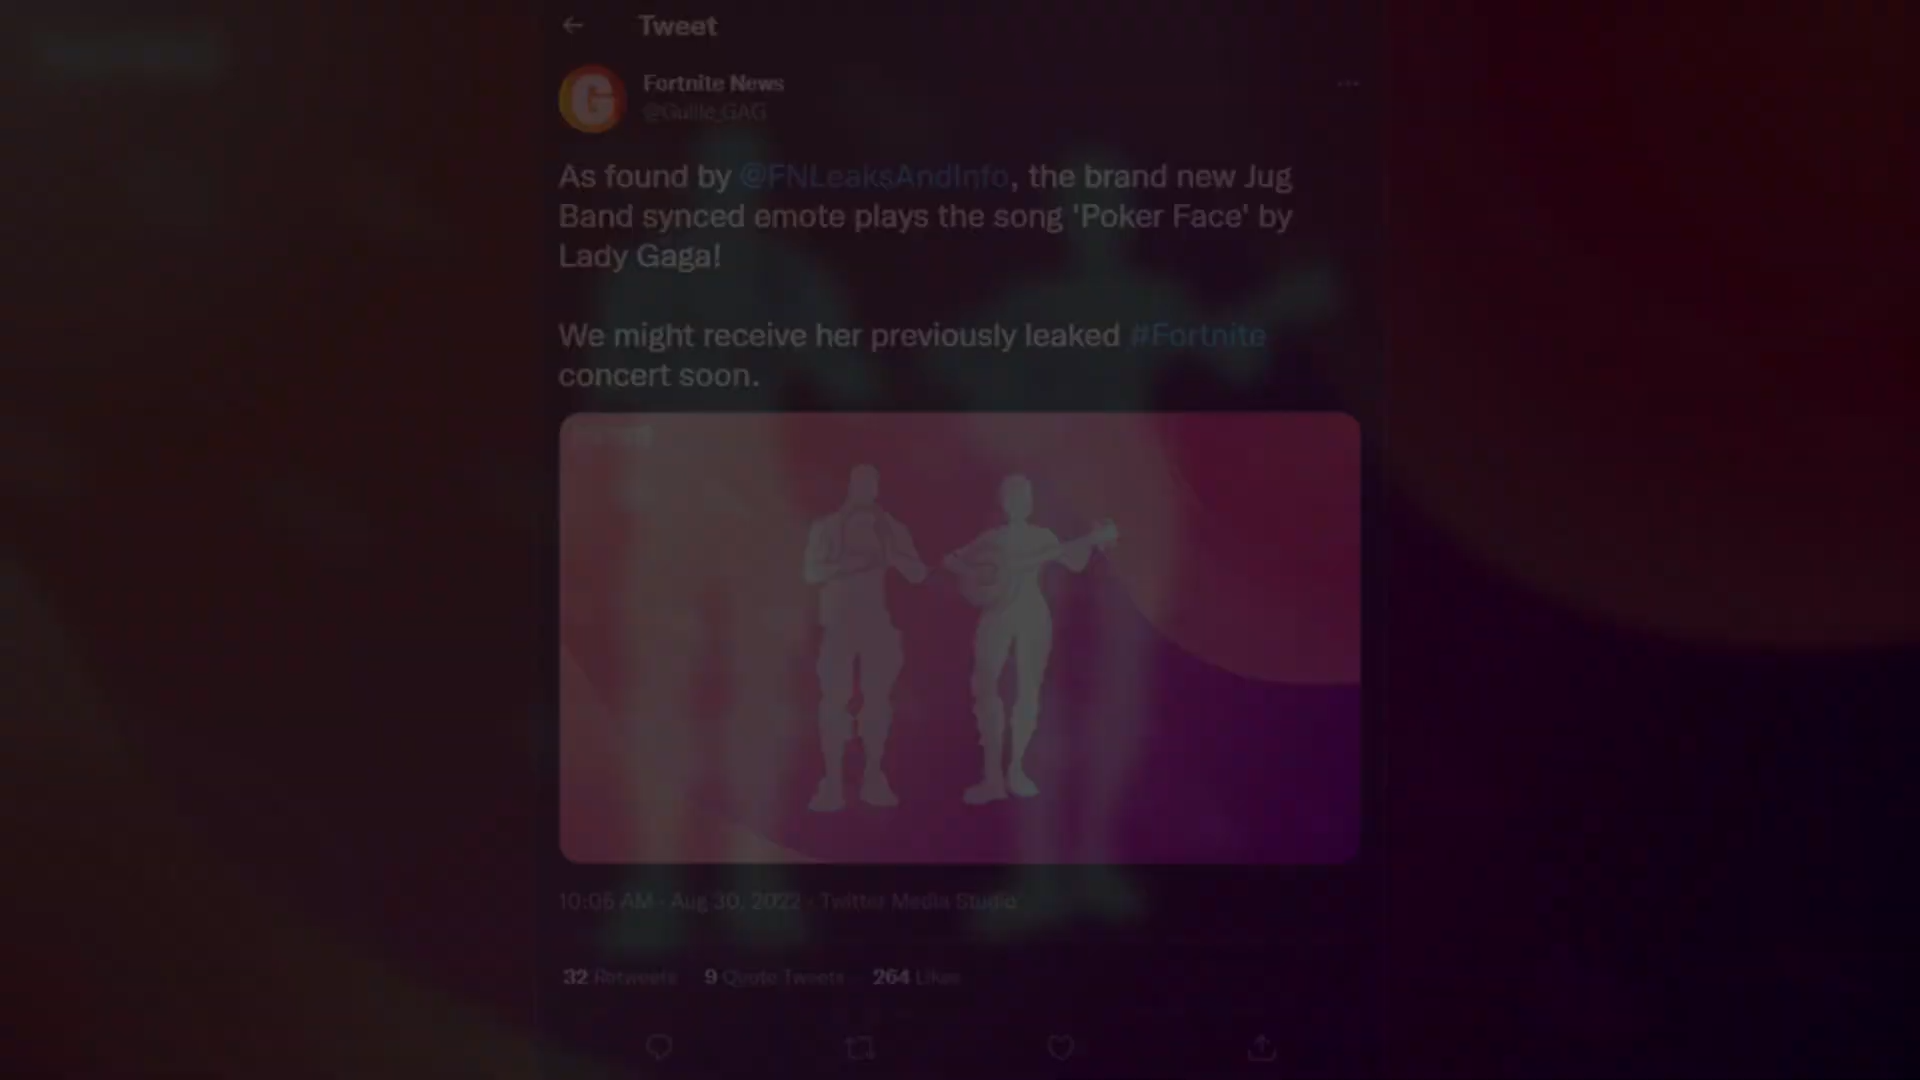 Tweet
Fortnite News
@Guille_GAG
As found by @FNLeaksAndInfo, the brand new Jug
Band synced emote plays the song 'Poker Face' by
Lady Gaga!
We might receive her previously leaked #Fortnite
concert soon.
10:05 AM · Aug 30, 2022 · Twitter Media Studio
32 Retweets 9 Quote Tweets 264 Likes